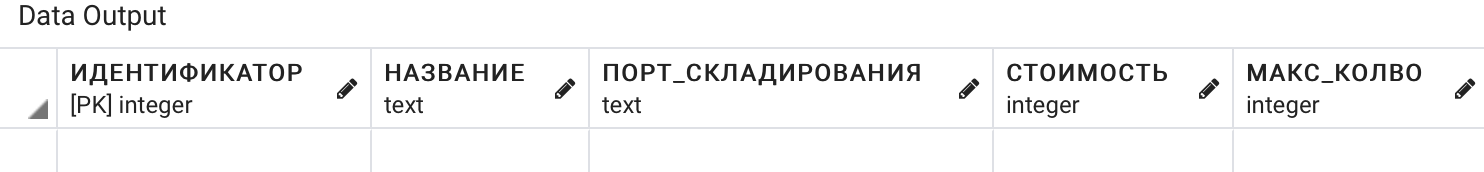 Data Output
ИДЕНТИФИКАТОР НАЗВАНИЕ ПОРТ_СКЛАДИРОВАНИЯ СТОИМОСТЬ МАКС_КОЛВО
[PK] integer text text integer integer